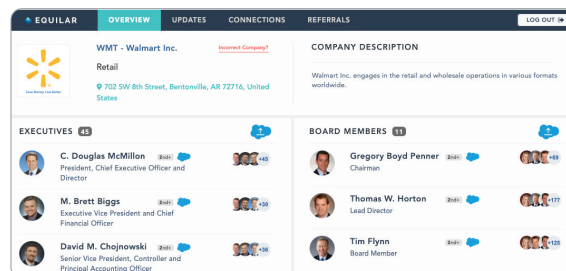 EQUILAR
OVERVIEW
UPDATES
CONNECTIONS
REFERRALS
LOG OUT
WMT - Walmart Inc.
Incorrect Company?
Retail
702 SW 8th Street, Bentonville, AR 72716, United
States
Save Money. Live Better.
COMPANY DESCRIPTION
Walmart Inc. engages in the retail and wholesale operations in various formats
worldwide.
EXECUTIVES 45
C. Douglas McMillon 2nd+
President, Chief Executive Officer and
Director
+45
M. Brett Biggs 2nd+
Executive Vice President and Chief
Financial Officer
+30
David M. Chojnowski 2nd+
Senior Vice President, Controller and
Principal Accounting Officer
+36
BOARD MEMBERS 11
Gregory Boyd Penner 2nd+
Chairman
Thomas W. Horton 2nd+
Lead Director
+177
Tim Flynn 2nd+
Board Member
+125